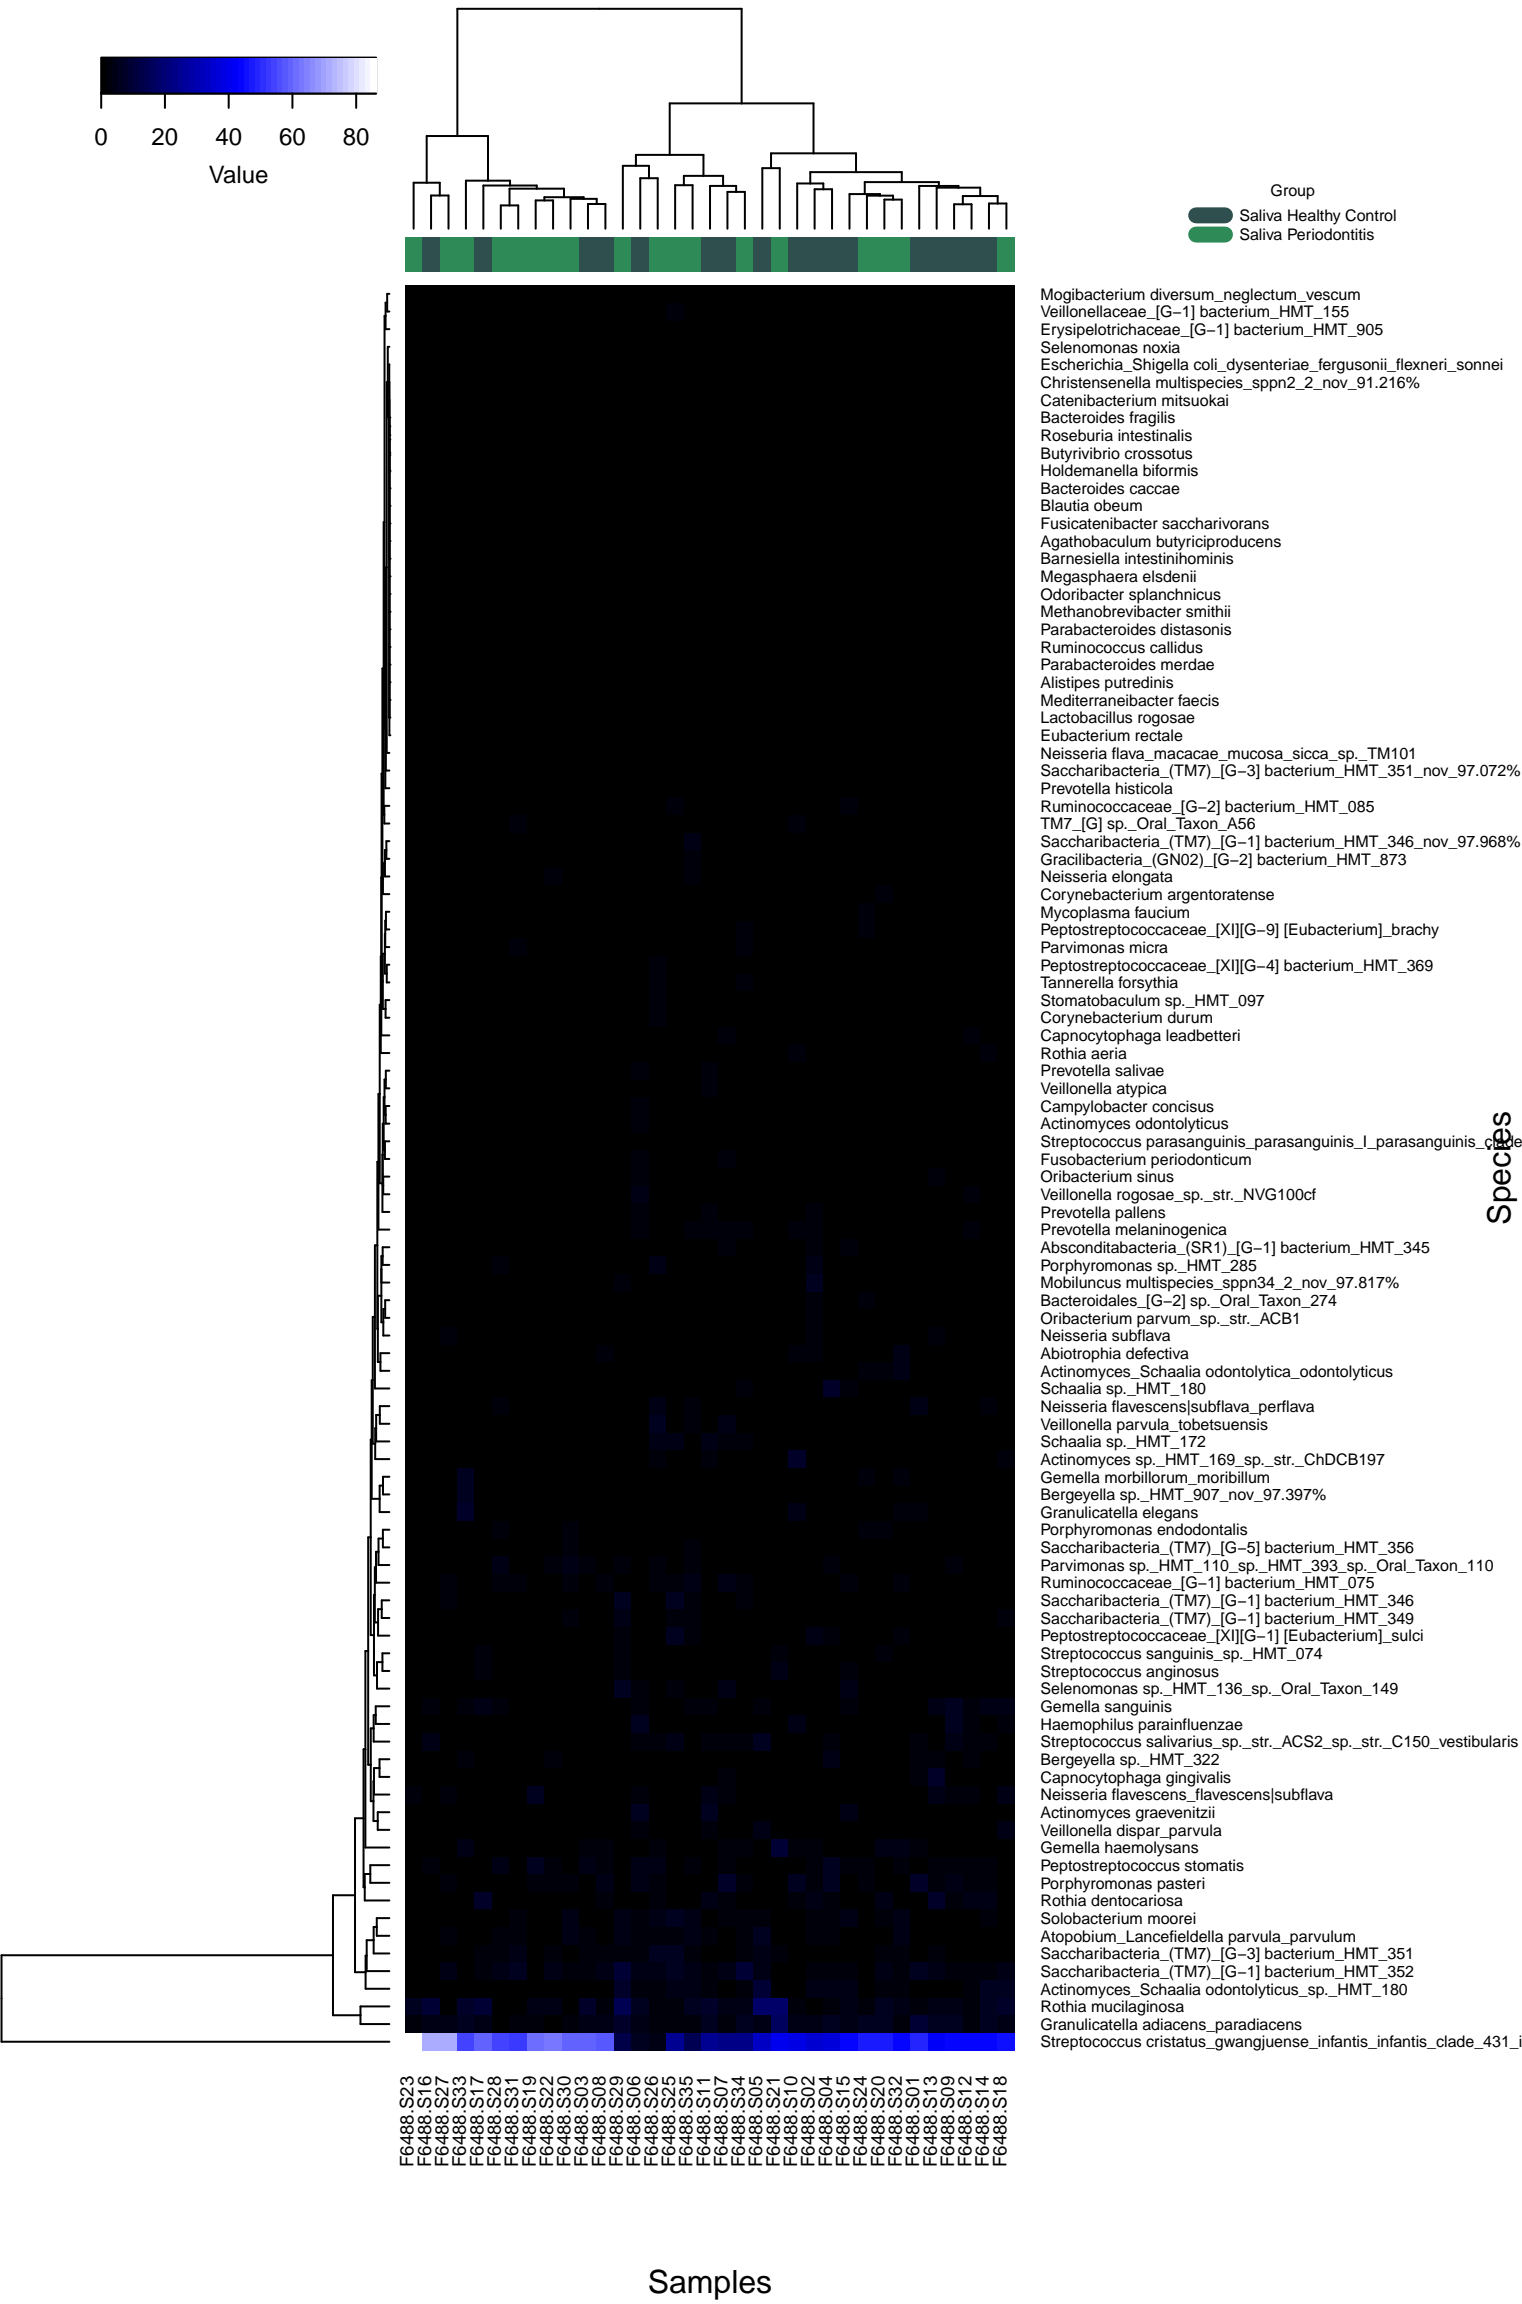 0 20 40 60 80
Value
Group
Saliva Healthy Control
Saliva Periodontitis
Mogibacterium diversum_neglectum_vescum
Veillonellaceae_[G−1] bacterium_HMT_155
Erysipelotrichaceae_[G−1] bacterium_HMT_905
Selenomonas noxia
Escherichia_Shigella coli_dysenteriae_fergusonii_flexneri_sonnei
Christensenella multispecies_sppn2_2_nov_91.216%
Catenibacterium mitsuokai
Bacteroides fragilis
Roseburia intestinalis
Butyrivibrio crossotus
Holdemanella biformis
Bacteroides caccae
Blautia obeum
Fusicatenibacter saccharivorans
Agathobaculum butyriciproducens
Barnesiella intestinihominis
Megasphaera elsdenii
Odoribacter splanchnicus
Methanobrevibacter smithii
Parabacteroides distasonis
Ruminococcus callidus
Parabacteroides merdae
Alistipes putredinis
Mediterraneibacter faecis
Lactobacillus rogosae
Eubacterium rectale
Neisseria flava_macacae_mucosa_sicca_sp._TM101
Saccharibacteria_(TM7)_[G−3] bacterium_HMT_351_nov_97.072%
Prevotella histicola
Ruminococcaceae_[G−2] bacterium_HMT_085
TM7_[G] sp._Oral_Taxon_A56
Saccharibacteria_(TM7)_[G−1] bacterium_HMT_346_nov_97.968%
Gracilibacteria_(GN02)_[G−2] bacterium_HMT_873
Neisseria elongata
Corynebacterium argentoratense
Mycoplasma faucium
Peptostreptococcaceae_[XI][G−9] [Eubacterium]_brachy
Parvimonas micra
Peptostreptococcaceae_[XI][G−4] bacterium_HMT_369
Tannerella forsythia
Stomatobaculum sp._HMT_097
Corynebacterium durum
Capnocytophaga leadbetteri
Rothia aeria
Prevotella salivae
Veillonella atypica
Campylobacter concisus
Actinomyces odontolyticus
Streptococcus parasanguinis_parasanguinis_I_parasanguinis_clade
Fusobacterium periodonticum
Oribacterium sinus
Veillonella rogosae_sp._str._NVG100cf
Prevotella pallens
Prevotella melaninogenica
Absconditabacteria_(SR1)_[G−1] bacterium_HMT_345
Porphyromonas sp._HMT_285
Mobiluncus multispecies_sppn34_2_nov_97.817%
Bacteroidales_[G−2] sp._Oral_Taxon_274
Oribacterium parvum_sp._str._ACB1
Neisseria subflava
Abiotrophia defectiva
Actinomyces_Schaalia odontolytica_odontolyticus
Schaalia sp._HMT_180
Neisseria flavescens|subflava_perflava
Veillonella parvula_tobetsuensis
Schaalia sp._HMT_172
Actinomyces sp._HMT_169_sp._str._ChDCB197
Gemella morbillorum_moribillum
Bergeyella sp._HMT_907_nov_97.397%
Granulicatella elegans
Porphyromonas endodontalis
Saccharibacteria_(TM7)_[G−5] bacterium_HMT_356
Parvimonas sp._HMT_110_sp._HMT_393_sp._Oral_Taxon_110
Ruminococcaceae_[G−1] bacterium_HMT_075
Saccharibacteria_(TM7)_[G−1] bacterium_HMT_346
Saccharibacteria_(TM7)_[G−1] bacterium_HMT_349
Peptostreptococcaceae_[XI][G−1] [Eubacterium]_sulci
Streptococcus sanguinis_sp._HMT_074
Streptococcus anginosus
Selenomonas sp._HMT_136_sp._Oral_Taxon_149
Gemella sanguinis
Haemophilus parainfluenzae
Streptococcus salivarius_sp._str._ACS2_sp._str._C150_vestibularis
Bergeyella sp._HMT_322
Capnocytophaga gingivalis
Neisseria flavescens_flavescens|subflava
Actinomyces graevenitzii
Veillonella dispar_parvula
Gemella haemolysans
Peptostreptococcus stomatis
Porphyromonas pasteri
Rothia dentocariosa
Solobacterium moorei
Atopobium_Lancefieldella parvula_parvulum
Saccharibacteria_(TM7)_[G−3] bacterium_HMT_351
Saccharibacteria_(TM7)_[G−1] bacterium_HMT_352
Actinomyces_Schaalia odontolyticus_sp._HMT_180
Rothia mucilaginosa
Granulicatella adiacens_paradiacens
Streptococcus cristatus_gwangjuense_infantis_infantis_clade_431_i
Species
F6488.S23
F6488.S16
F6488.S27
F6488.S33
F6488.S17
F6488.S28
F6488.S31
F6488.S19
F6488.S22
F6488.S30
F6488.S03
F6488.S08
F6488.S29
F6488.S06
F6488.S26
F6488.S25
F6488.S35
F6488.S11
F6488.S07
F6488.S34
F6488.S05
F6488.S21
F6488.S10
F6488.S02
F6488.S04
F6488.S15
F6488.S24
F6488.S20
F6488.S32
F6488.S01
F6488.S13
F6488.S09
F6488.S12
F6488.S14
F6488.S18
Samples